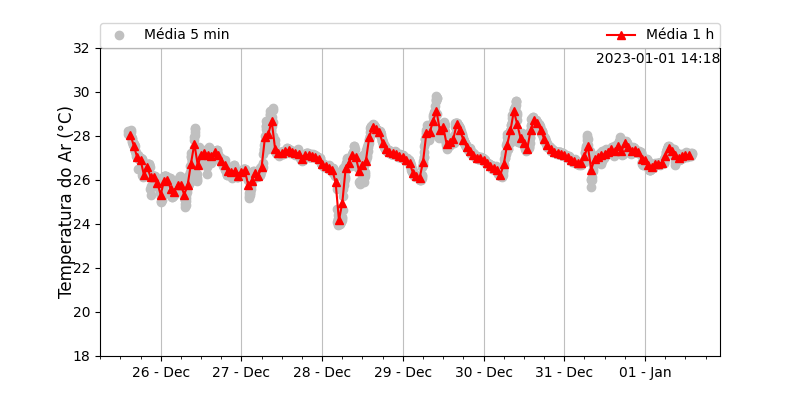 Média 5 min
Média 1 h
2023-01-01 14:18
Temperatura do Ar (°C)
32
30
28
26
24
22
20
18
26 - Dec
27 - Dec
28 - Dec
29 - Dec
30 - Dec
31 - Dec
01 - Jan